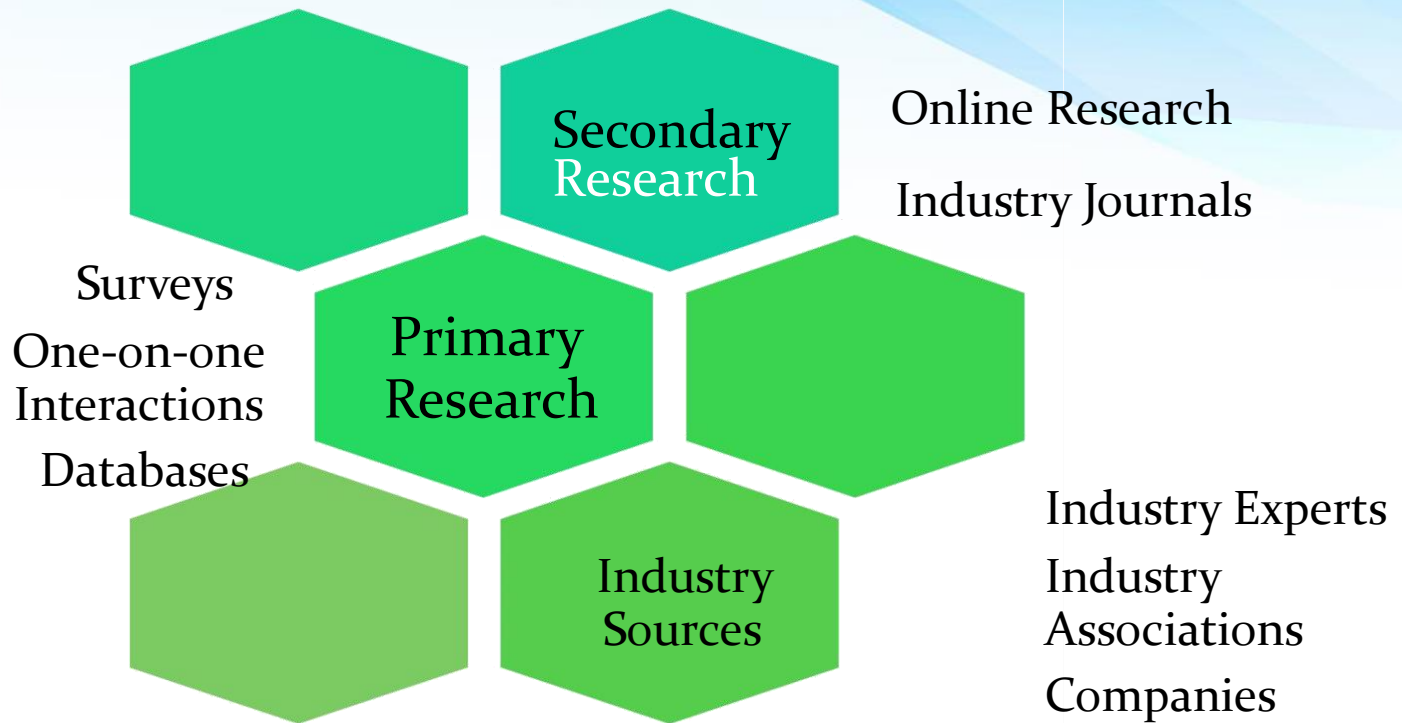 Secondary
Research
Online Research
Industry Journals
Surveys
One-on-one
Interactions
Databases
Primary
Research
Industry
Sources
Industry Experts
Industry
Associations
Companies